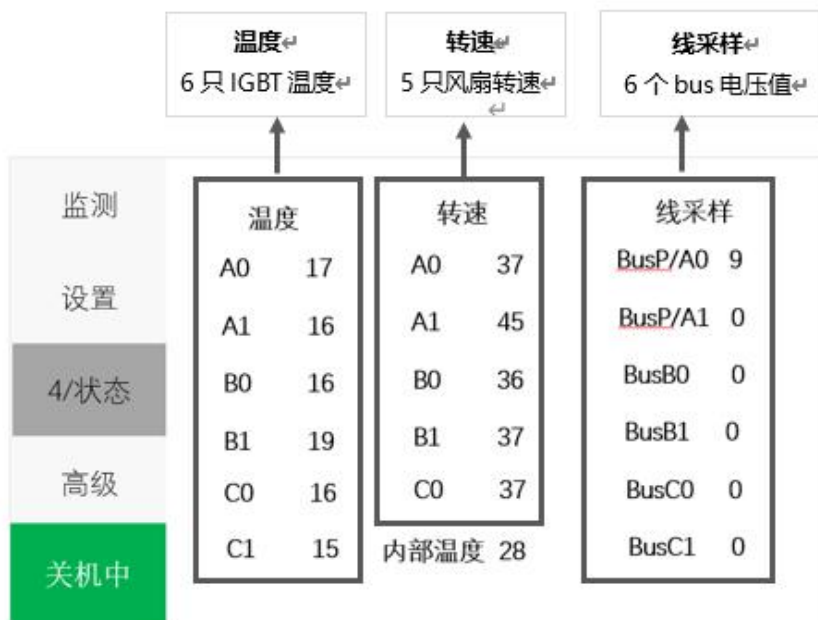 温度
6 只 IGBT 温度
转速
5 只风扇转速
线采样
6 个 bus 电压值
监测
设置
4/状态
高级
关机中
温度
A0 17
A1 16
B0 16
B1 19
C0 16
C1 15
转速
A0 37
A1 45
B0 36
B1 37
C0 37
内部温度 28
线采样
BusP/A0 9
BusP/A1 0
BusB0 0
BusB1 0
BusC0 0
BusC1 0